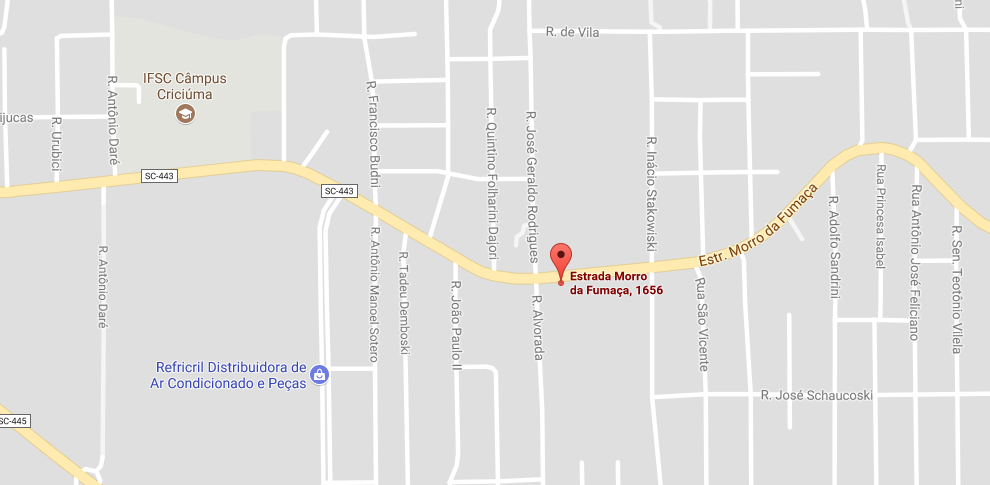 R. de Vila
ni
IFSC Câmpus
Criciúma
R. Antônio Daré
ijucas
R. Urubici
R. Francisco Budni
R. Quintino Folharini Dajori
R. José Geraldo Rodrigues
R. Inácio Stakowiski
SC-443
SC-443
Rua Princesa Isabel
Estr. Morro da Fumaça
R. Adolfo Sandrini
Rua Antônio José Feliciano
R. Sen. Teotônio Vilela
R. Antônio Daré
R. Antônio Manoel Sotero
R. Tadeu Demboski
R. João Paulo II
R. Alvorada
Estrada Morro
da Fumaça, 1656
Rua São Vicente
Refricril Distribuidora de
Ar Condicionado e Peças
R. José Schaucoski
SC-445